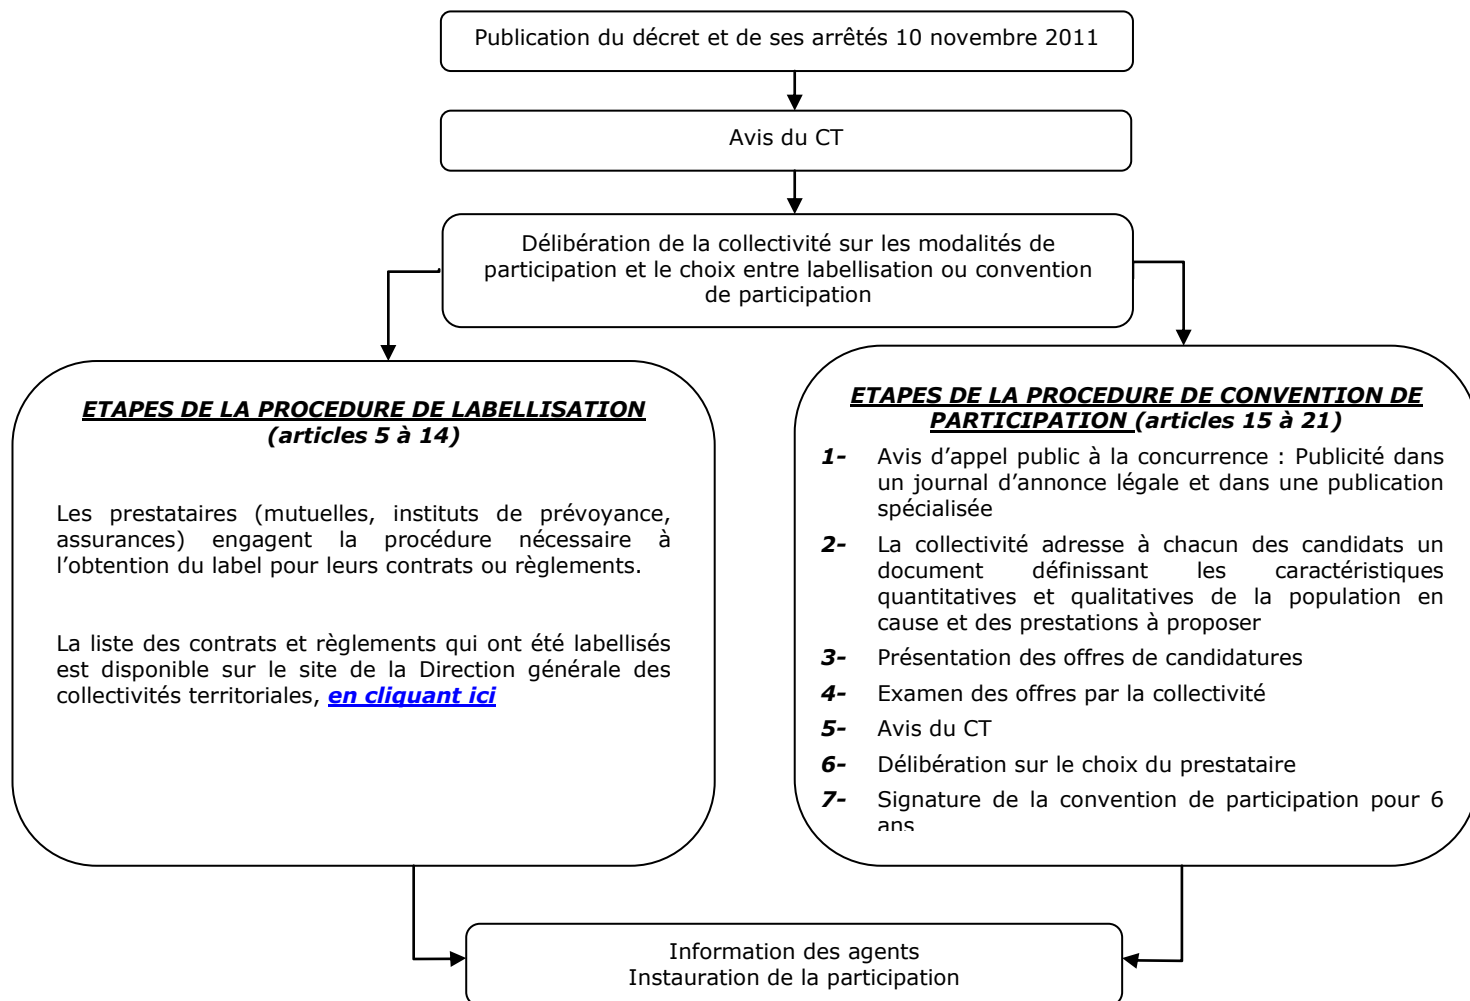 Publication du décret et de ses arrêtés 10 novembre 2011
Avis du CT
Délibération de la collectivité sur les modalités de
participation et le choix entre labellisation ou convention
de participation
ETAPES DE LA PROCEDURE DE LABELLISATION
(articles 5 à 14)
Les prestataires (mutuelles, instituts de prévoyance,
assurances) engagent la procédure nécessaire à
l’obtention du label pour leurs contrats ou règlements.
La liste des contrats et règlements qui ont été labellisés
est disponible sur le site de la Direction générale des
collectivités territoriales, en cliquant ici
ETAPES DE LA PROCEDURE DE CONVENTION DE
PARTICIPATION (articles 15 à 21)
1- Avis d’appel public à la concurrence : Publicité dans
un journal d’annonce légale et dans une publication
spécialisée
2- La collectivité adresse à chacun des candidats un
document définissant les caractéristiques
quantitatives et qualitatives de la population en
cause et des prestations à proposer
3- Présentation des offres de candidatures
4- Examen des offres par la collectivité
5- Avis du CT
6- Délibération sur le choix du prestataire
7- Signature de la convention de participation pour 6
ans
Information des agents
Instauration de la participation